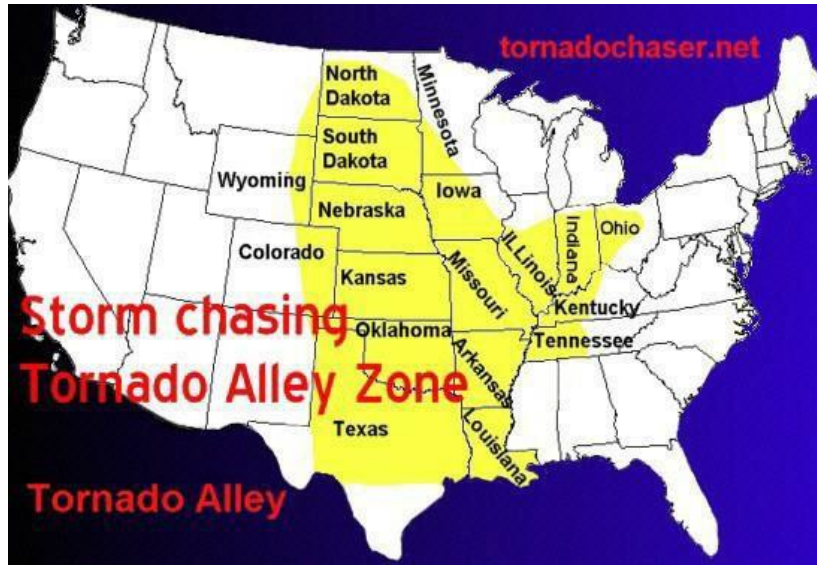 tornadochaser.net
North
Dakota
Minnesota
South
Dakota
Wyoming
Iowa
Nebraska
Ohio
Indiana
ILLinois
Colorado
Missouri
Kansas
Kentucky
Storm chasing
Oklahoma
Tennessee
Arkansas
Tornado Alley Zone
Texas
Louisiana
Tornado Alley